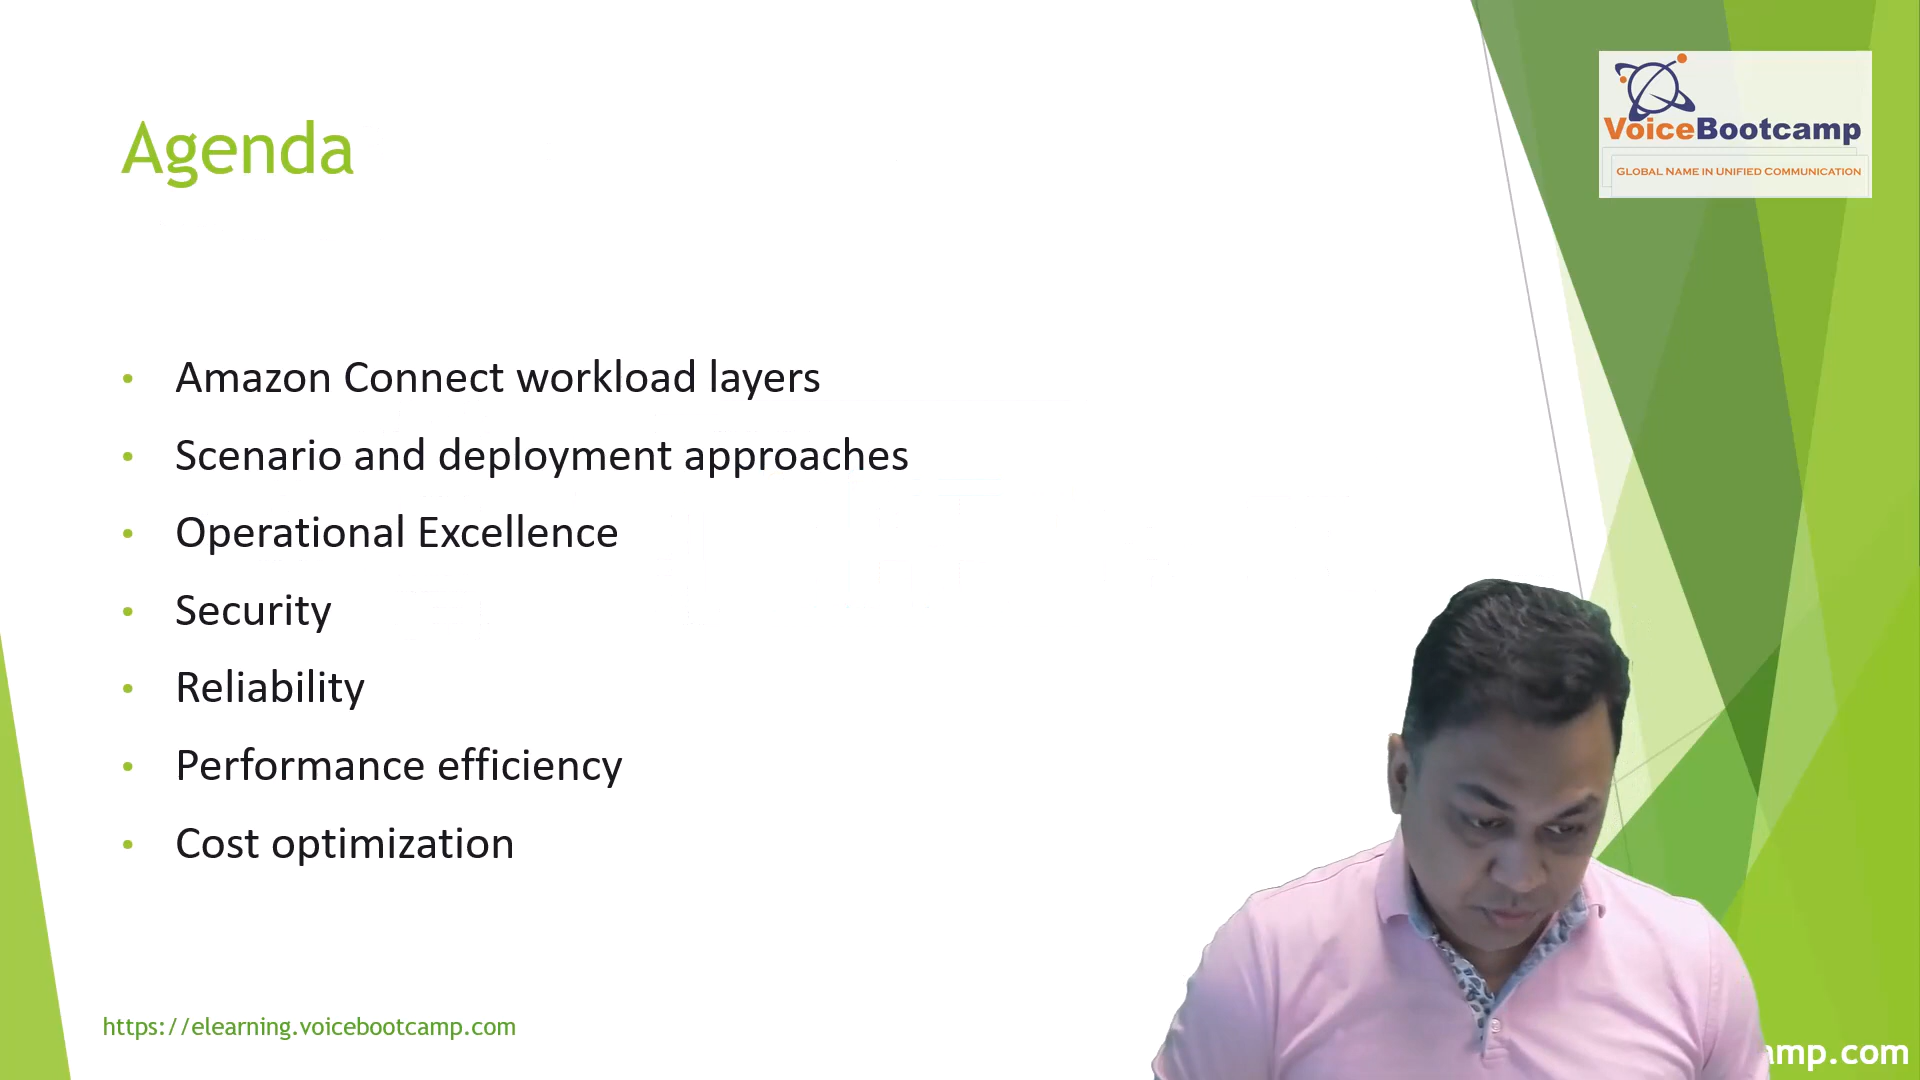 Agenda
VoiceBootcamp
GLOBAL NAME IN UNIFIED COMMUNICATION
• Amazon Connect workload layers
• Scenario and deployment approaches
• Operational Excellence
• Security
• Reliability
• Performance efficiency
• Cost optimization
https://elearning.voicebootcamp.com
amp.com